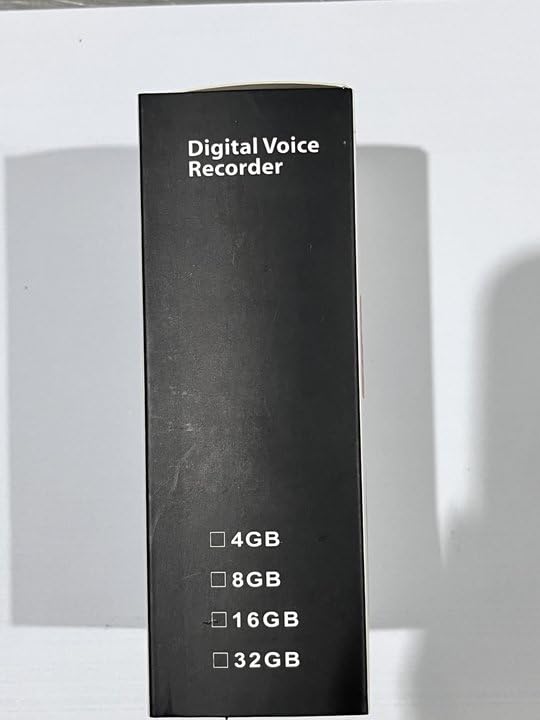 Digital Voice
Recorder
4GB
8GB
16GB
32GB